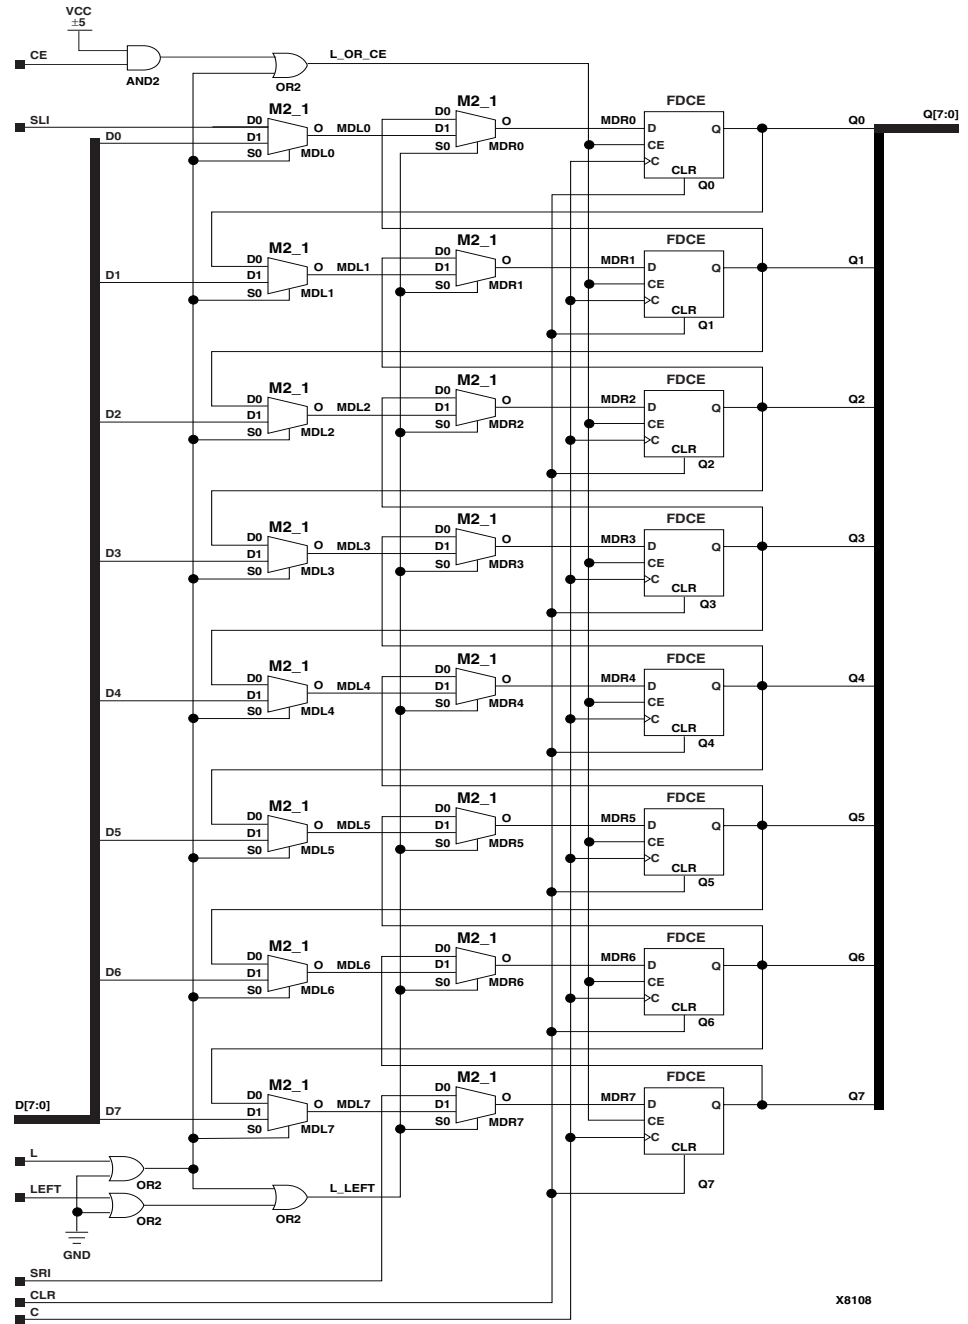 VCC
±5
CE
L_OR_CE
AND2
OR2
M2_1
M2_1
FDCE
SLI
D0
O
MDL0
D0
O
MDR0
D
Q
Q0
Q[7:0]
D0
D1
D1
CE
S0
MDL0
S0
MDR0
C
CLR
Q0
M2_1
M2_1
FDCE
D0
O
MDL1
D0
O
MDR1
D
Q
Q1
D1
D1
D1
CE
S0
MDL1
S0
MDR1
C
CLR
Q1
M2_1
M2_1
FDCE
D0
O
MDL2
D0
O
MDR2
D
Q
Q2
D2
D1
D1
CE
S0
MDL2
S0
MDR2
C
CLR
Q2
M2_1
M2_1
FDCE
D0
O
MDL3
D0
O
MDR3
D
Q
Q3
D3
D1
D1
CE
S0
MDL3
S0
MDR3
C
CLR
Q3
M2_1
M2_1
FDCE
D0
O
MDL4
D0
O
MDR4
D
Q
Q4
D4
D1
D1
CE
S0
MDL4
S0
MDR4
C
CLR
Q4
M2_1
M2_1
FDCE
D0
O
MDL5
D0
O
MDR5
D
Q
Q5
D5
D1
D1
CE
S0
MDL5
S0
MDR5
C
CLR
Q5
M2_1
M2_1
FDCE
D0
O
MDL6
D0
O
MDR6
D
Q
Q6
D6
D1
D1
CE
S0
MDL6
S0
MDR6
C
CLR
Q6
M2_1
M2_1
FDCE
D[7:0]
D0
O
MDL7
D0
O
MDR7
D
Q
Q7
D7
D1
D1
CE
S0
MDL7
S0
MDR7
C
CLR
Q7
L
OR2
LEFT
L_LEFT
OR2
OR2
GND
SRI
CLR
C
X8108